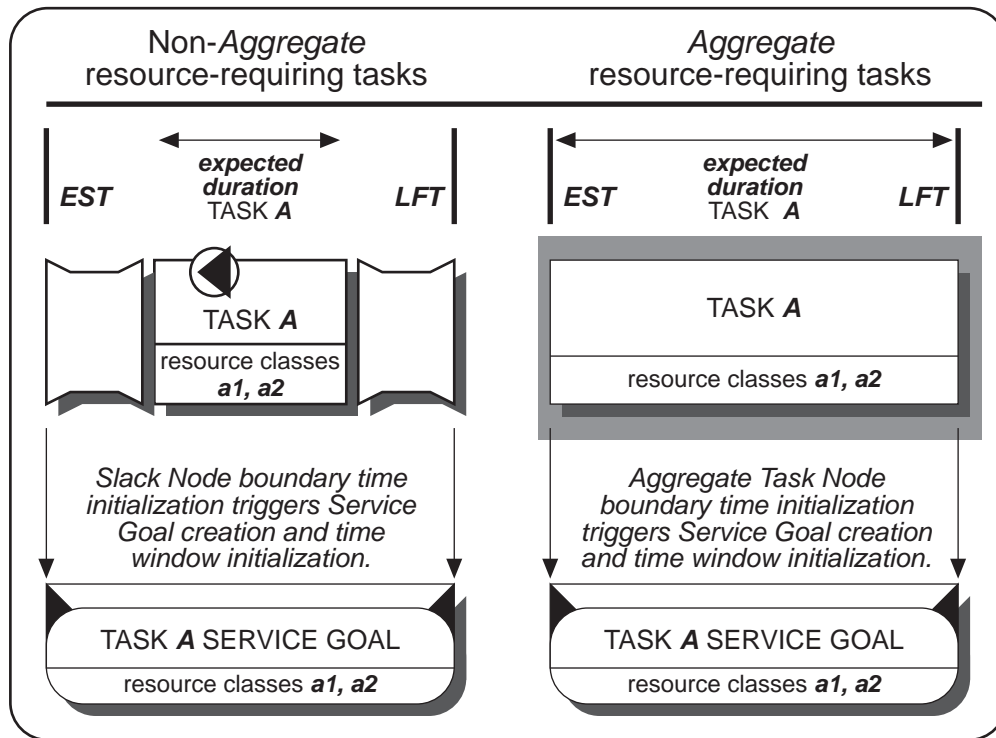 Non-Aggregate
resource-requiring tasks
Aggregate
resource-requiring tasks
EST
expected
duration
TASK A
LFT
EST
expected
duration
TASK A
LFT
TASK A
resource classes
a1, a2
TASK A
resource classes a1, a2
Slack Node boundary time
initialization triggers Service
Goal creation and time
window initialization.
Aggregate Task Node
boundary time initialization
triggers Service Goal creation
and time window initialization.
TASK A SERVICE GOAL
resource classes a1, a2
TASK A SERVICE GOAL
resource classes a1, a2